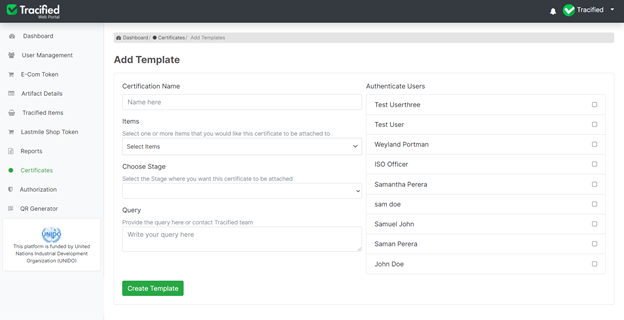 Tracified
Web Portal
Tracified
Dashboard
User Management
E-Com Token
Artifact Details
Tracified Items
Lastmile Shop Token
Reports
Certificates
Authorization
QR Generator
UNIDO
This platform is funded by United
Nations Industrial Development
Organization (UNIDO)
Dashboard / Certificates / Add Templates
Add Template
Certification Name
Name here
Items
Select one or more Items that you would like this certificate to be attached to
Select Items
Choose Stage
Select the Stage where you want this certificate to be attached
Query
Provide the query here or contact Tracified team
Write your query here
Create Template
Authenticate Users
Test Userthree
Test User
Weyland Portman
ISO Officer
Samantha Perera
sam doe
Samuel John
Saman Perera
John Doe